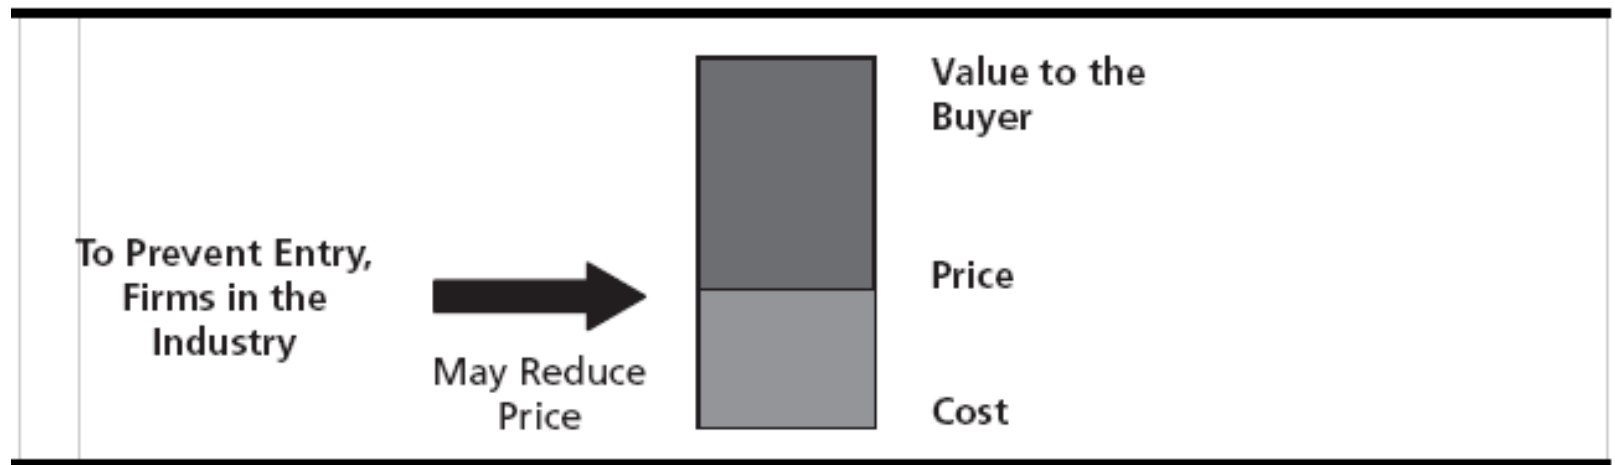 To Prevent Entry,
Firms in the
Industry
May Reduce
Price
Value to the
Buyer
Price
Cost